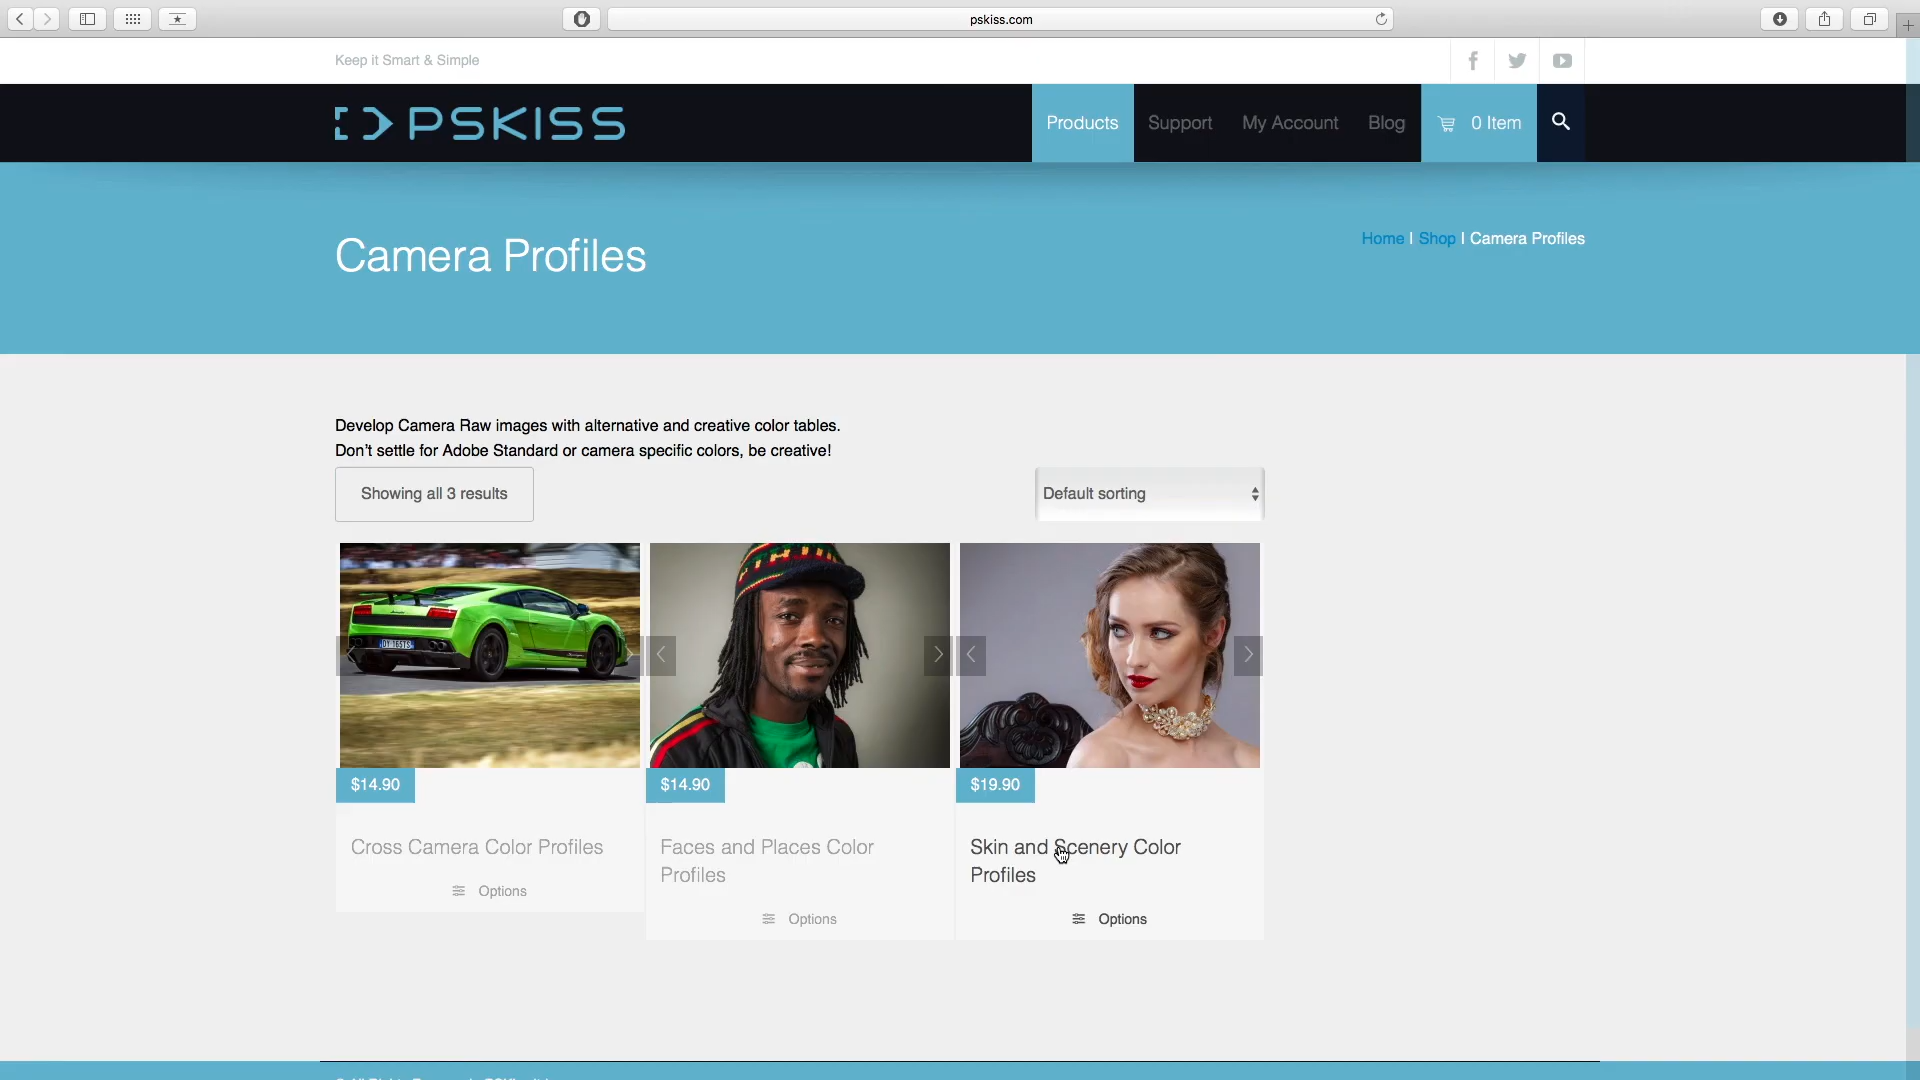 pskiss.com
Keep it Smart & Simple
PSKISS
Products
Support
My Account
Blog
0 Item
Camera Profiles
Home | Shop | Camera Profiles
Develop Camera Raw images with alternative and creative color tables.
Don't settle for Adobe Standard or camera specific colors, be creative!
Showing all 3 results
Default sorting
$14.90
$14.90
$19.90
Cross Camera Color Profiles
Faces and Places Color
Profiles
Skin and Scenery Color
Profiles
Options
Options
Options